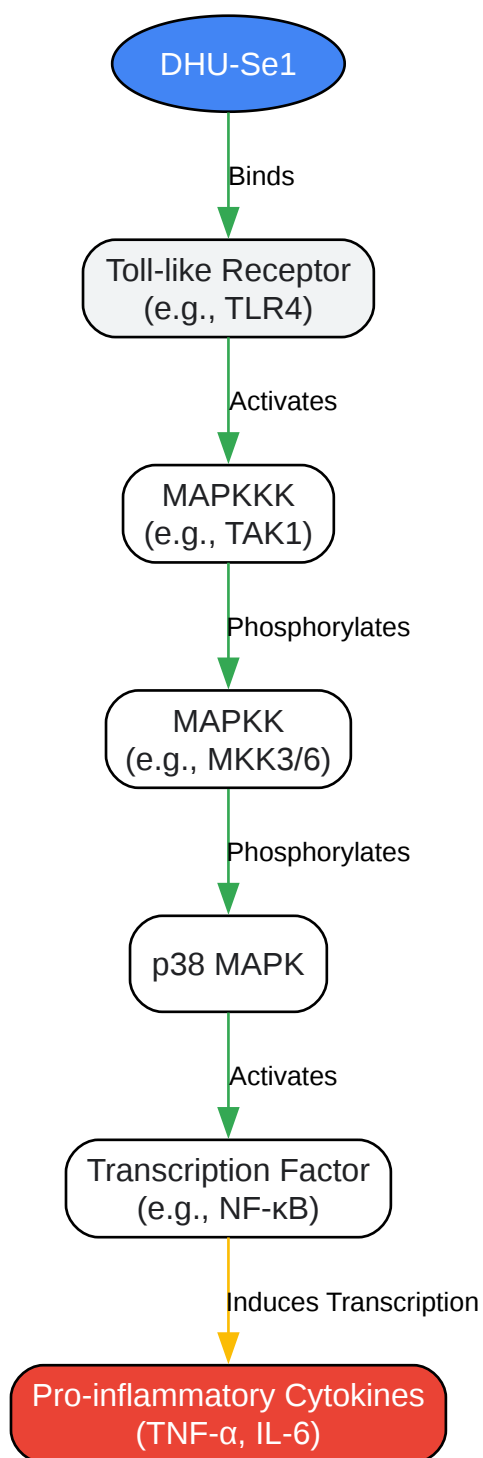 DHU-Se1
Binds
Toll-like Receptor
(e.g., TLR4)
Activates
MAPKKK
(e.g., TAK1)
Phosphorylates
MAPKK
(e.g., MKK3/6)
Phosphorylates
p38 MAPK
Activates
Transcription Factor
(e.g., NF-κB)
Induces Transcription
Pro-inflammatory Cytokines
(TNF-α, IL-6)